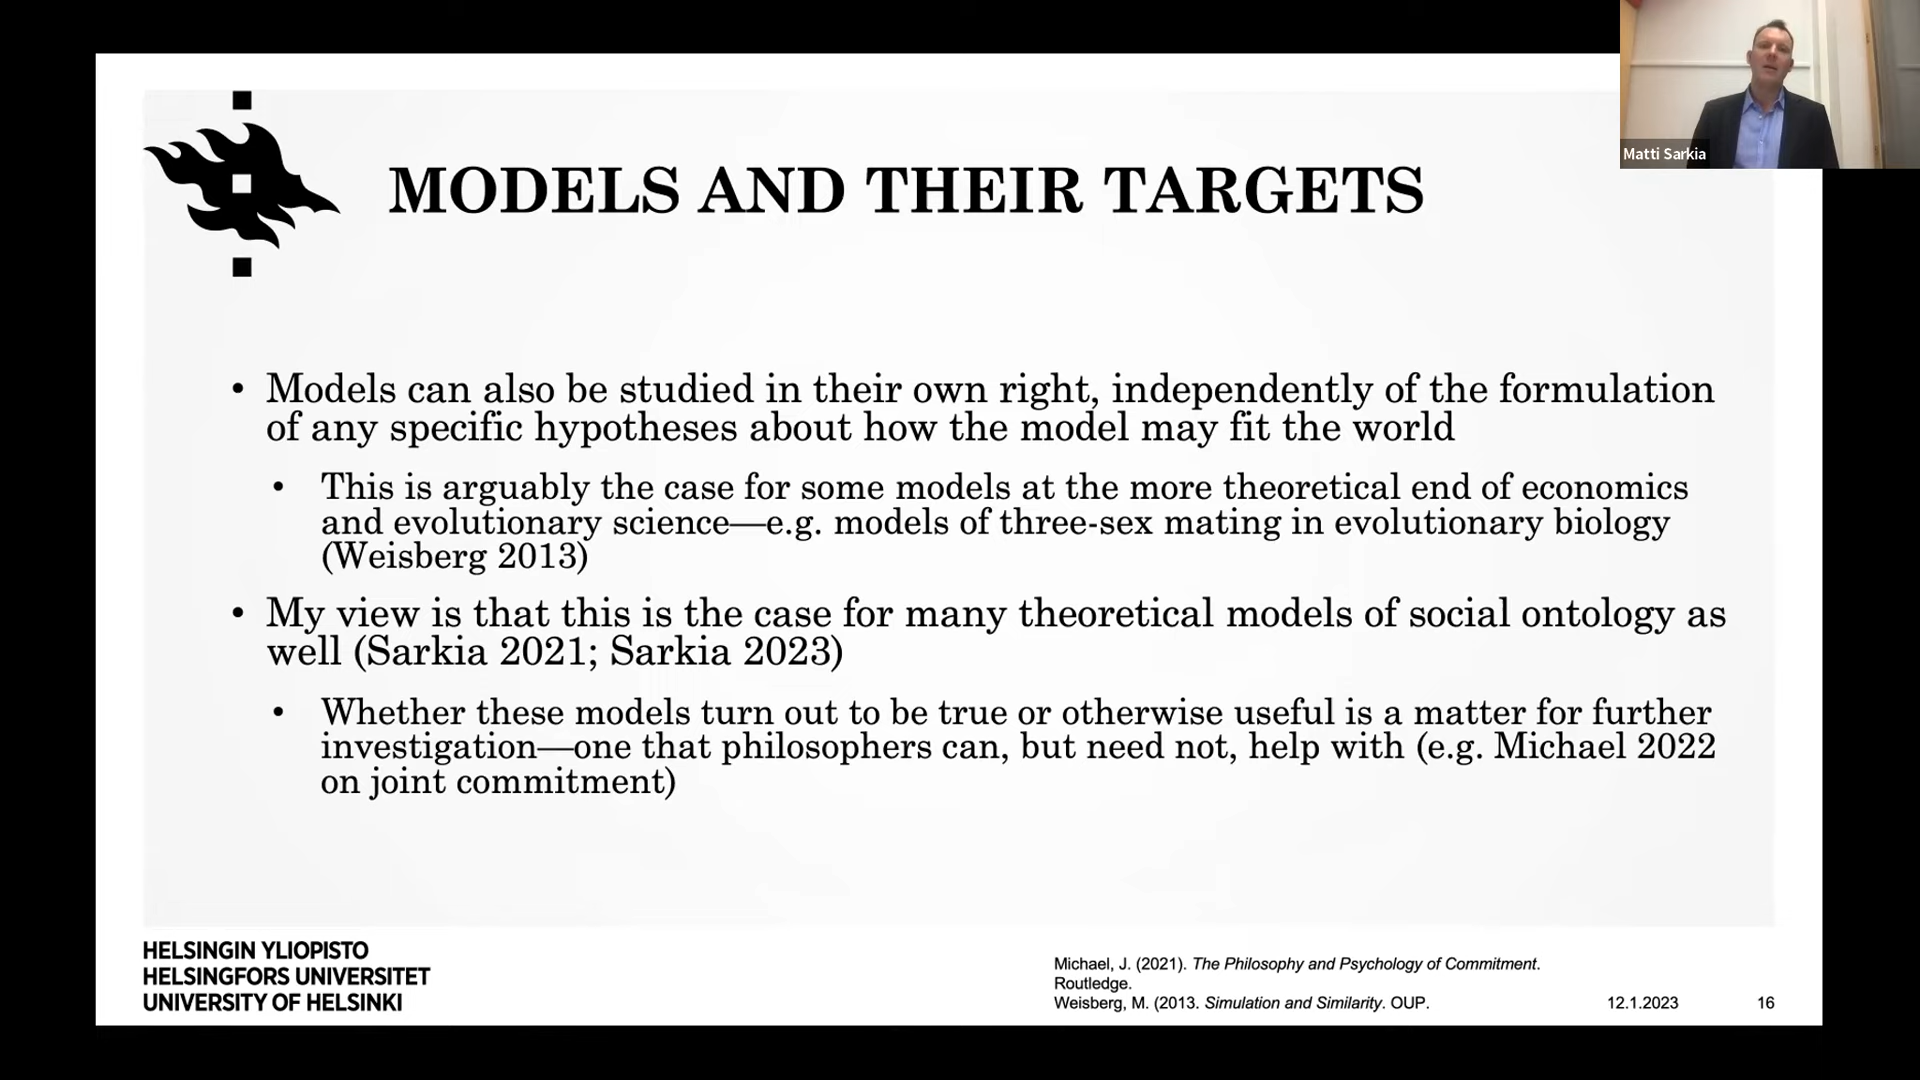 MODELS AND THEIR TARGETS
Matti Sarkia
• Models can also be studied in their own right, independently of the formulation
of any specific hypotheses about how the model may fit the world
• This is arguably the case for some models at the more theoretical end of economics
and evolutionary science—e.g. models of three-sex mating in evolutionary biology
(Weisberg 2013)
• My view is that this is the case for many theoretical models of social ontology as
well (Sarkia 2021; Sarkia 2023)
• Whether these models turn out to be true or otherwise useful is a matter for further
investigation—one that philosophers can, but need not, help with (e.g. Michael 2022
on joint commitment)
HELSINGIN YLIOPISTO
HELSINGFORS UNIVERSITET
UNIVERSITY OF HELSINKI
Michael, J. (2021). The Philosophy and Psychology of Commitment.
Routledge.
Weisberg, M. (2013. Simulation and Similarity. OUP.
12.1.2023
16